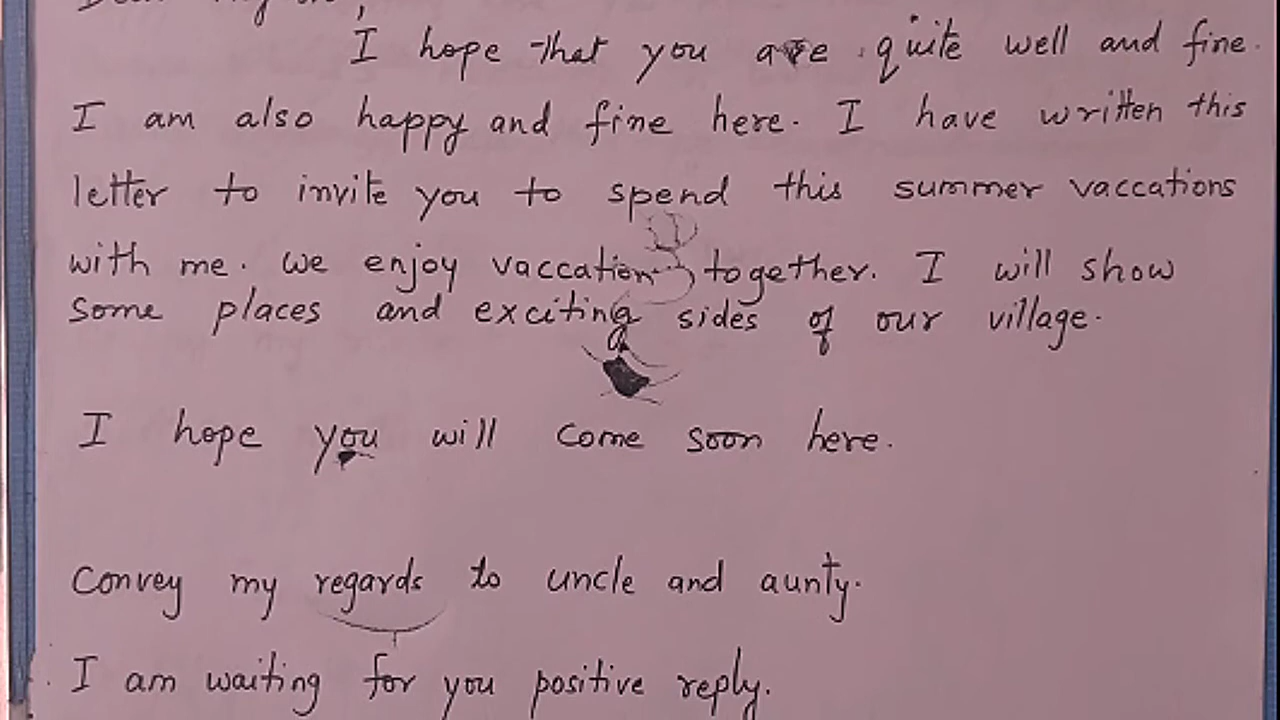 I hope that you are quite well and fine.
I am also happy and fine here. I have written this
letter to invite you to spend this summer vaccations
with me. We enjoy vaccation together. I will show
some places and exciting sides of our village.
I hope you will come soon here.
Convey my regards to uncle and aunty.
I am waiting for you positive reply.